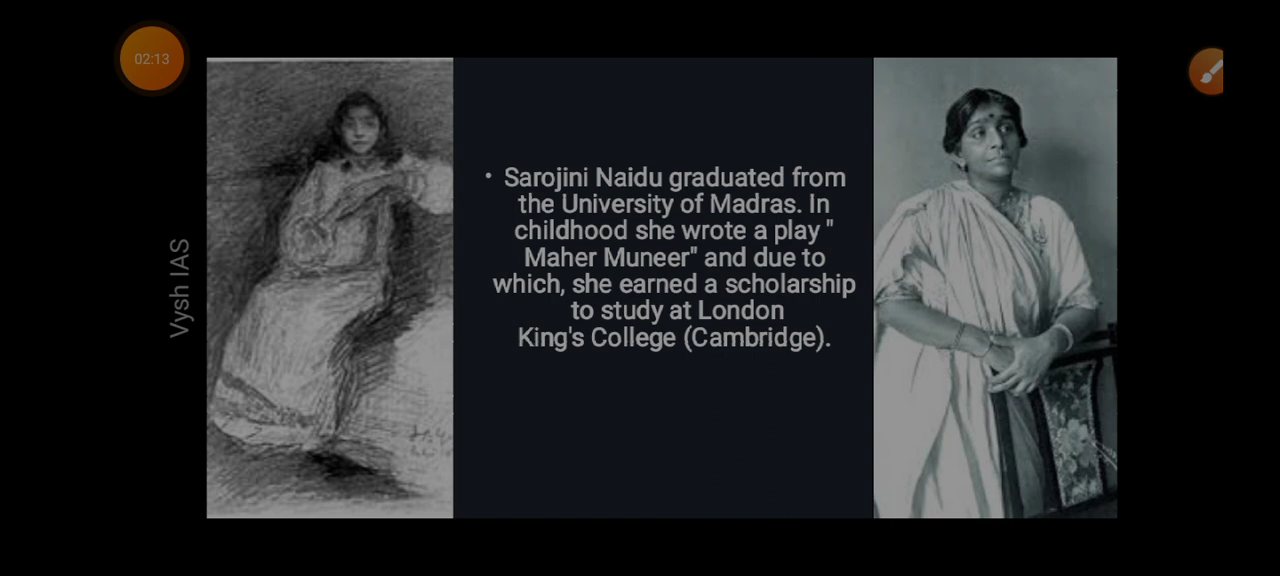 02:13
Vysh IAS
• Sarojini Naidu graduated from
the University of Madras. In
childhood she wrote a play "
Maher Muneer" and due to
which, she earned a scholarship
to study at London
King's College (Cambridge).